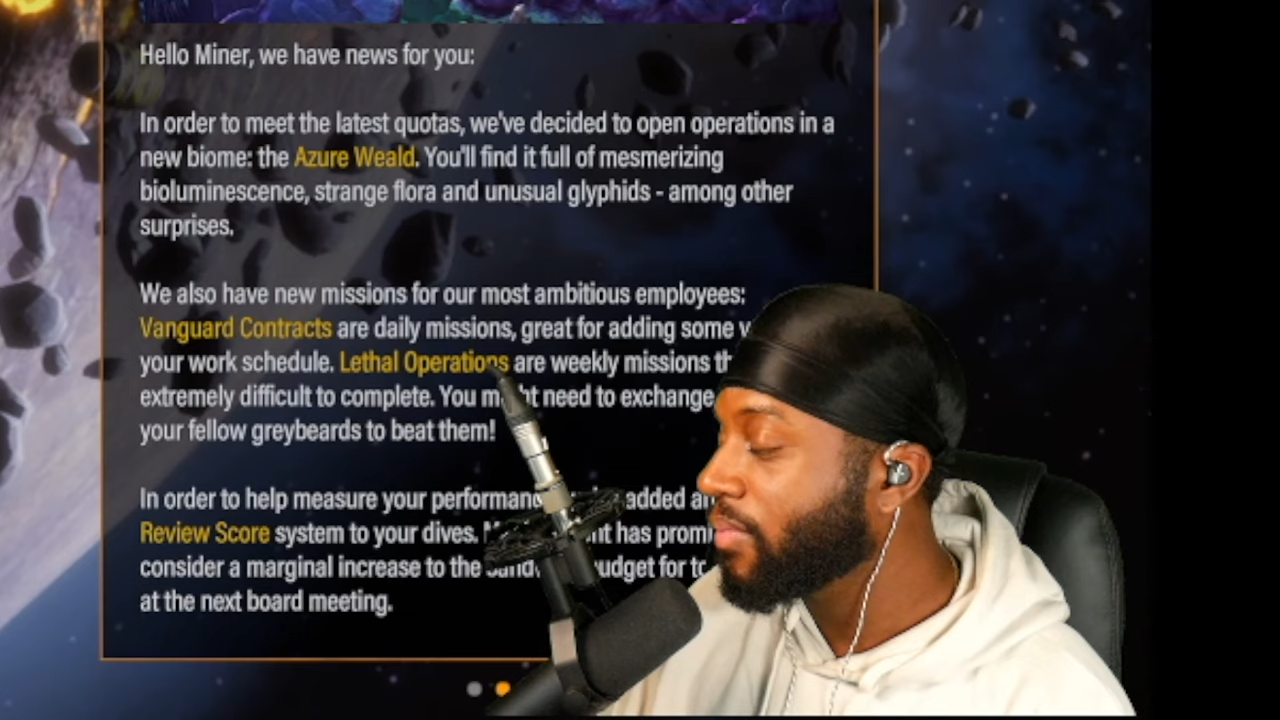 Hello Miner, we have news for you:
In order to meet the latest quotas, we've decided to open operations in a
new biome: the Azure Weald. You'll find it full of mesmerizing
bioluminescence, strange flora and unusual glyphids - among other
surprises.
We also have new missions for our most ambitious employees:
Vanguard Contracts are daily missions, great for adding some
your work schedule. Lethal Operations are weekly missions
extremely difficult to complete. You might need to exchange
your fellow greybeards to beat them!
In order to help measure your added
Review Score system to your dives. has
consider a marginal increase to the for
at the next board meeting.